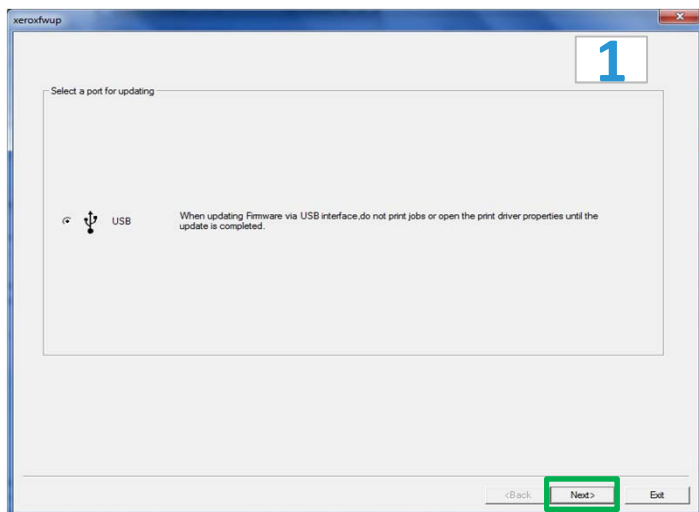 xeroxfwup
1
Select a port for updating
USB
When updating Firmware via USB interface,do not print jobs or open the print driver properties until the
update is completed.
<Back
Next>
Exit